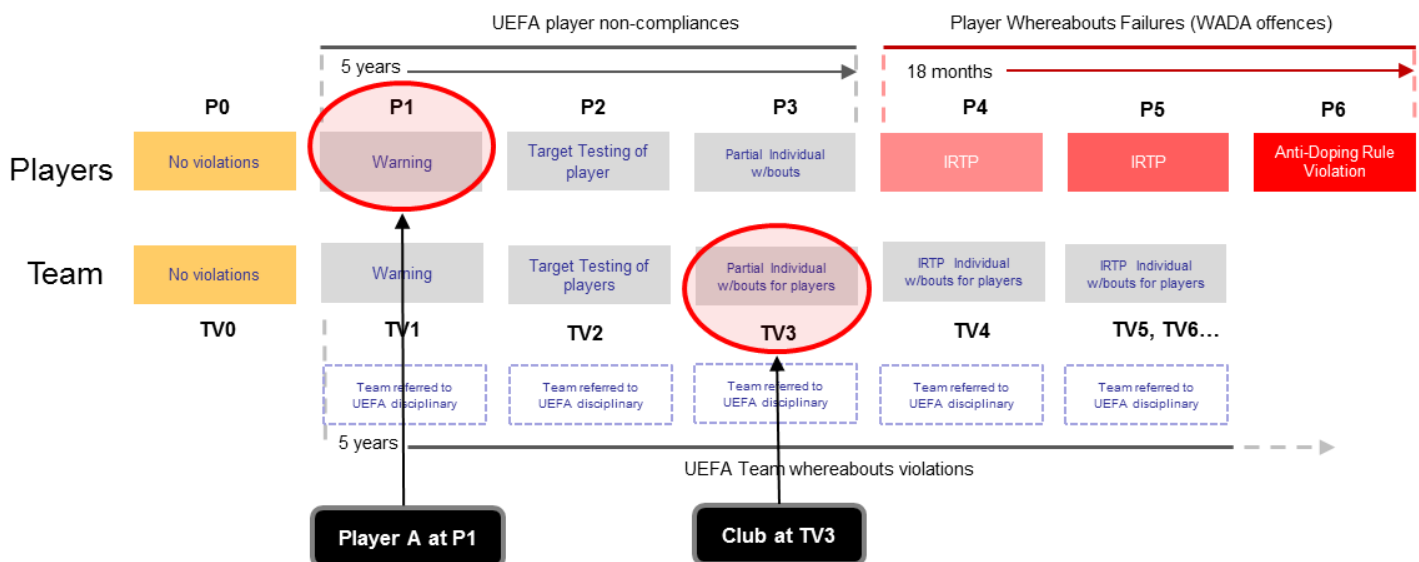 UEFA player non-compliances
Player Whereabouts Failures (WADA offences)
5 years
18 months
P0
P1
P2
P3
P4
P5
P6
Players
No violations
Warning
Target Testing of
player
Partial Individual
w/bouts
IRTP
IRTP
Anti-Doping Rule
Violation
Team
No violations
Warning
Target Testing of
players
Partial Individual
w/bouts for players
IRTP Individual
w/bouts for players
IRTP Individual
w/bouts for players
TV0
TV1
TV2
TV3
TV4
TV5, TV6...
Team referred to
UEFA disciplinary
Team referred to
UEFA disciplinary
Team referred to
UEFA disciplinary
Team referred to
UEFA disciplinary
Team referred to
UEFA disciplinary
5 years
UEFA Team whereabouts violations
Player A at P1
Club at TV3